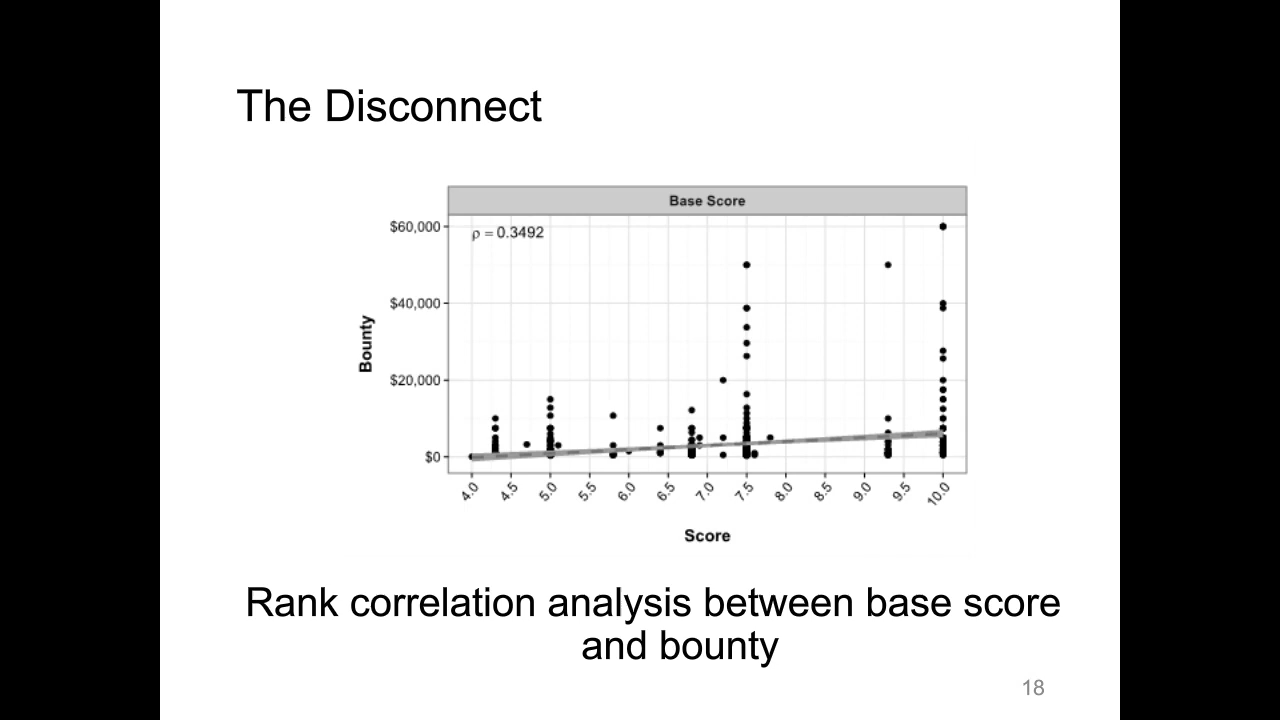 The Disconnect
Base Score
ρ = 0.3492
$60,000
$40,000
$20,000
$0
Bounty
4.0
4.5
5.0
5.5
6.0
6.5
7.0
7.5
8.0
8.5
9.0
9.5
10.0
Score
Rank correlation analysis between base score
and bounty
18